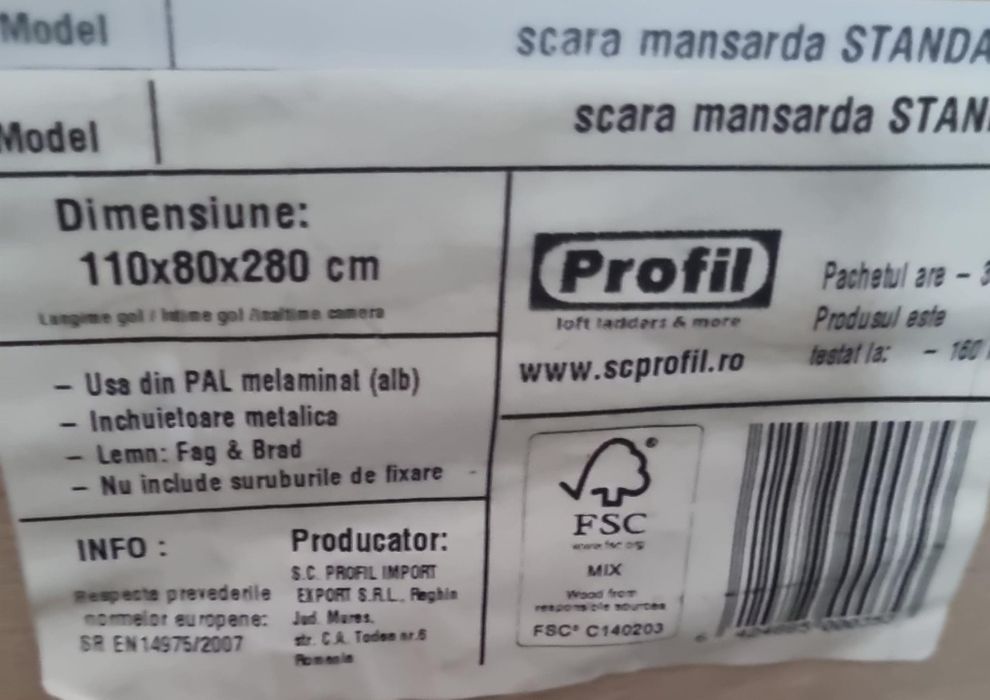 Model scara mansarda STANDA
Model scara mansarda STAN
Dimensiune:
110x80x280 cm
Lungime gol / latime gol /inaltime camera
Profil
loft ladders & more
www.scprofil.ro
Pachetul are - 3
Produsul este
testat la: - 160
- Usa din PAL melaminat (alb)
- Inchuietoare metalica
- Lemn: Fag & Brad
- Nu include suruburile de fixare -
INFO :
Respecta prevederile
normelor europene:
SR EN14975/2007
Producator:
S.C. PROFIL IMPORT
EXPORT S.R.L., Reghin
Jud. Mures,
str. C.A. Todea nr.6
Romania
FSC
www.fsc.org
MIX
Wood from
responsible sources
FSC® C140203